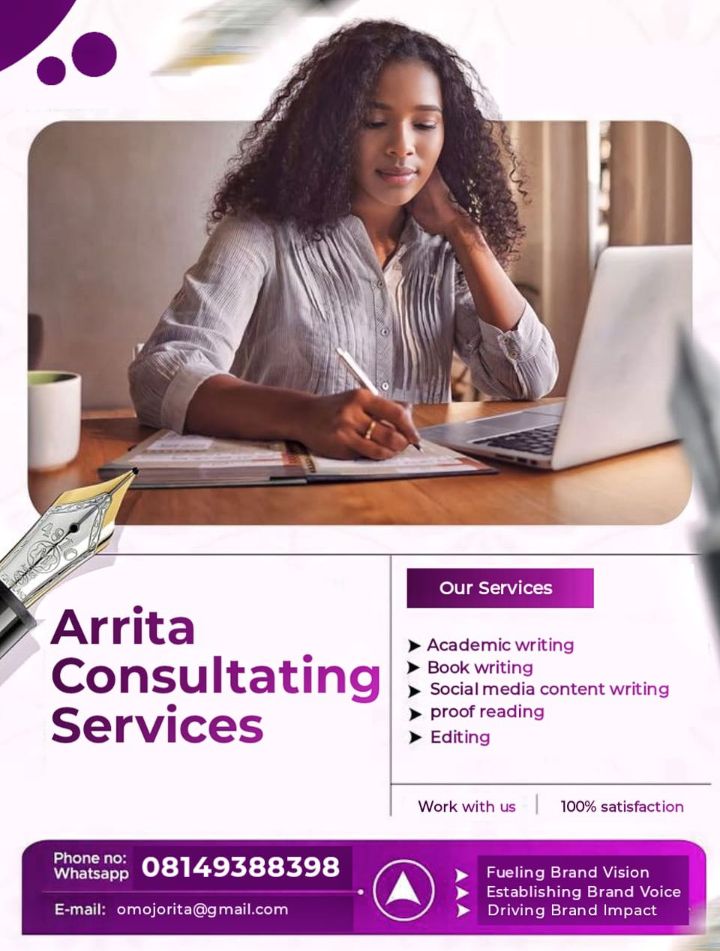 Arrita
Consultating
Services
Our Services
Academic writing
Book writing
Social media content writing
proof reading
Editing
Work with us | 100% satisfaction
Phone no:
Whatsapp
08149388398
E-mail: omojorita@gmail.com
Fueling Brand Vision
Establishing Brand Voice
Driving Brand Impact